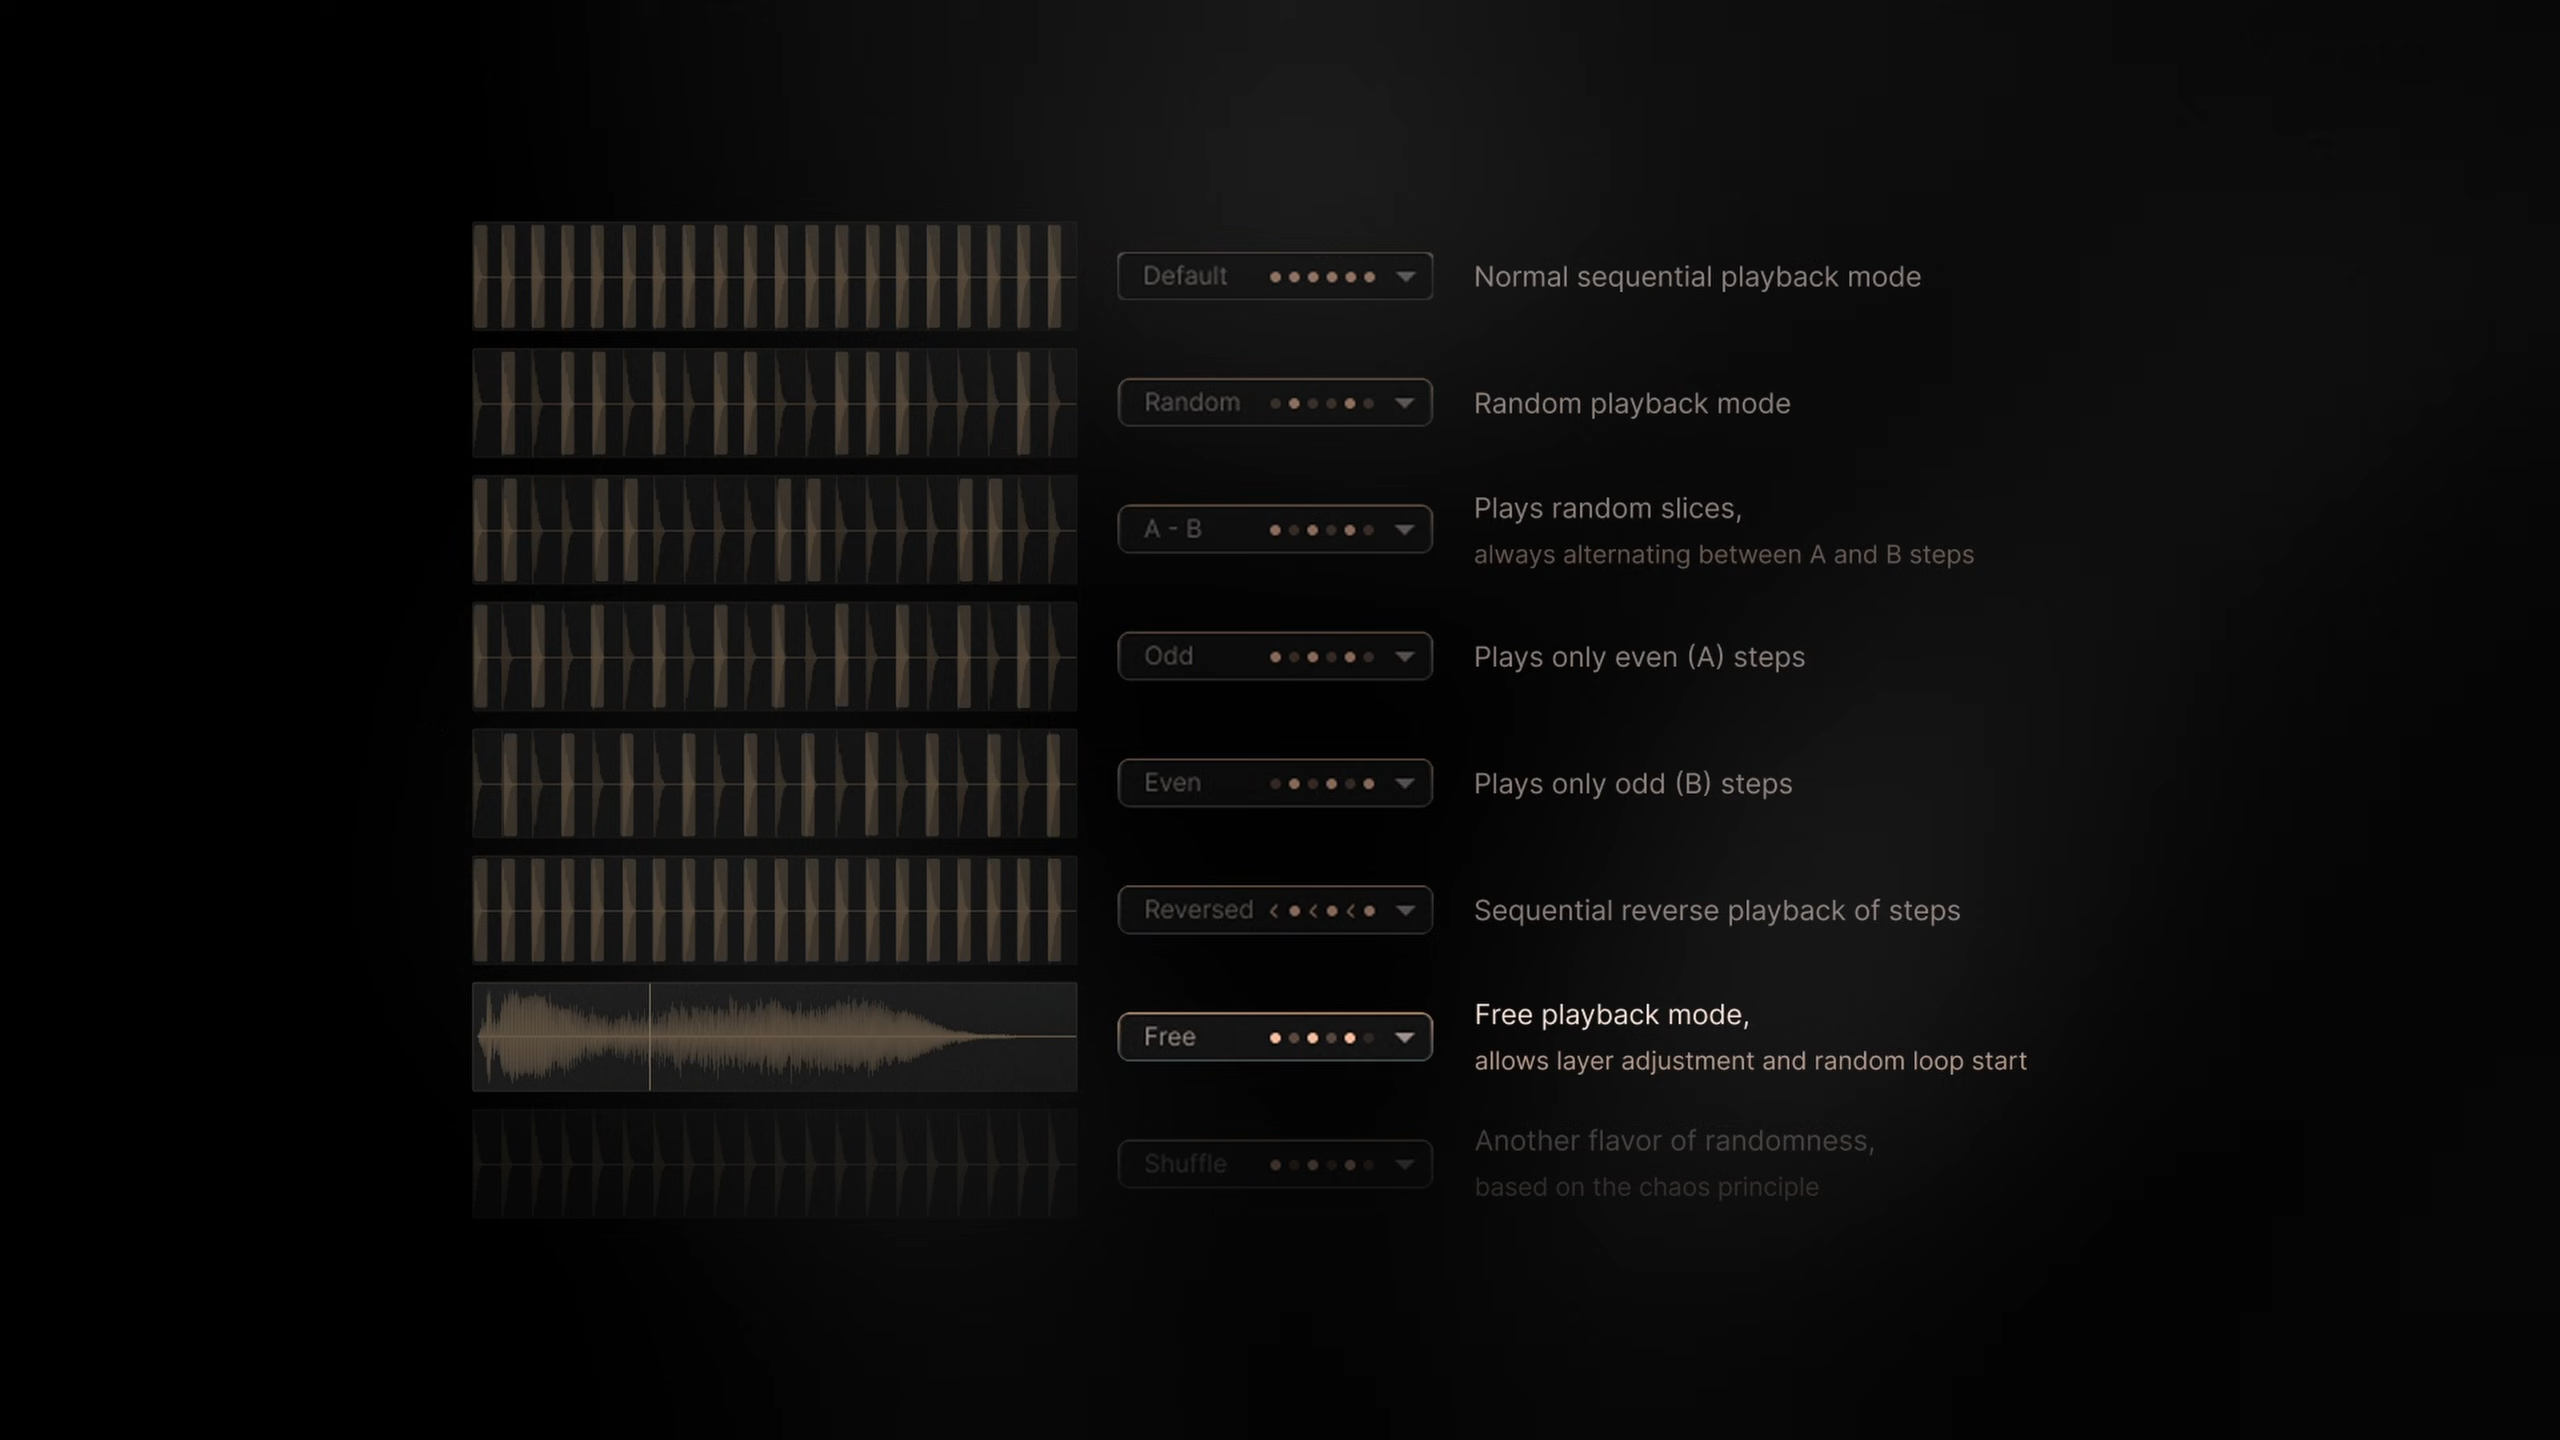 Default
Normal sequential playback mode
Random
Random playback mode
A - B
Plays random slices,
always alternating between A and B steps
Odd
Plays only even (A) steps
Even
Plays only odd (B) steps
Reversed
Sequential reverse playback of steps
Free
Free playback mode,
allows layer adjustment and random loop start
Shuffle
Another flavor of randomness,
based on the chaos principle